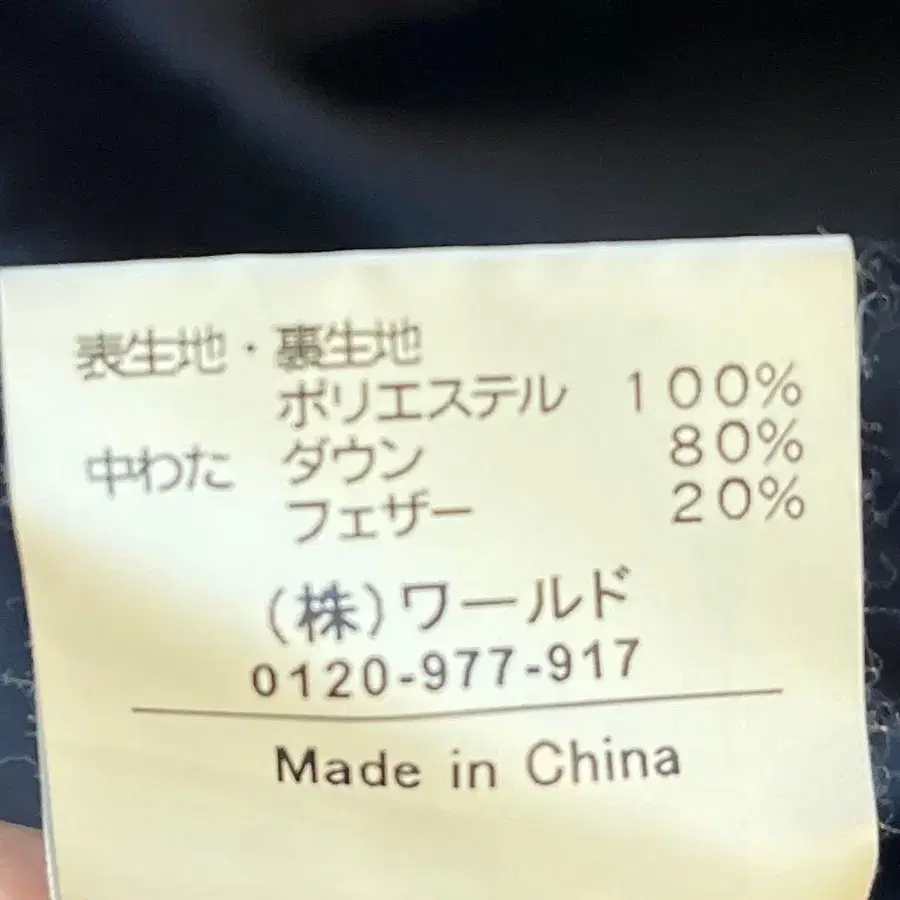 表生地・裏生地
ポリエステル 100%
中わた ダウン 80%
フェザー 20%
(株)ワールド
0120-977-917
Made in China